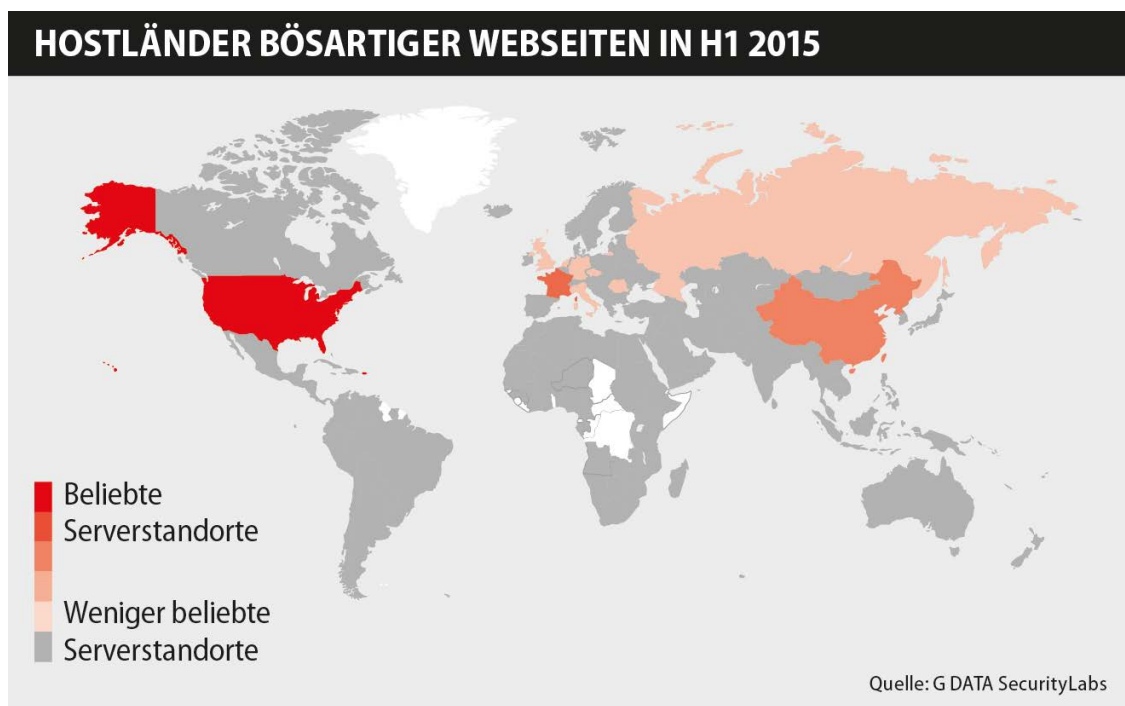 HOSTLÄNDER BÖSARTIGER WEBSEITEN IN H1 2015
Beliebte
Serverstandorte
Weniger beliebte
Serverstandorte
Quelle: G DATA SecurityLabs